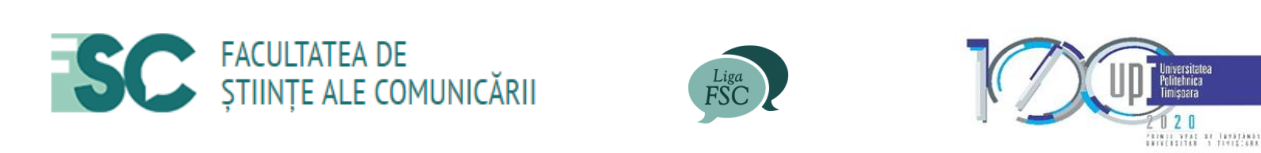 FSC
FACULTATEA DE
ȘTIINȚE ALE COMUNICĂRII
Liga
FSC
100
UPT
Universitatea
Politehnica
Timișoara
2020